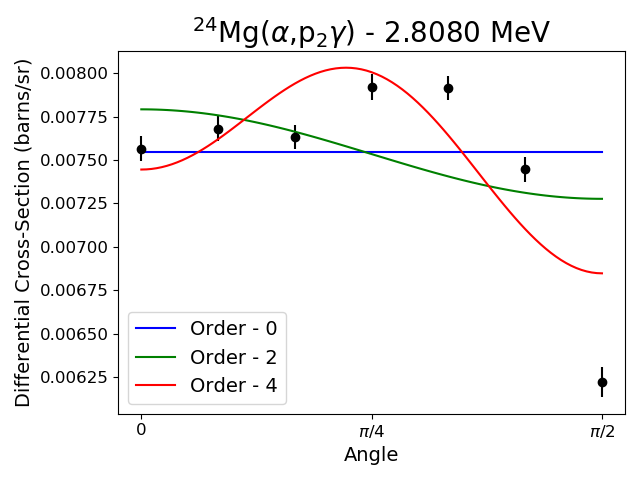 ²⁴Mg(α,p₂γ) - 2.8080 MeV
Differential Cross-Section (barns/sr)
0.00800
0.00775
0.00750
0.00725
0.00700
0.00675
0.00650
0.00625
Order - 0
Order - 2
Order - 4
0
π/4
π/2
Angle